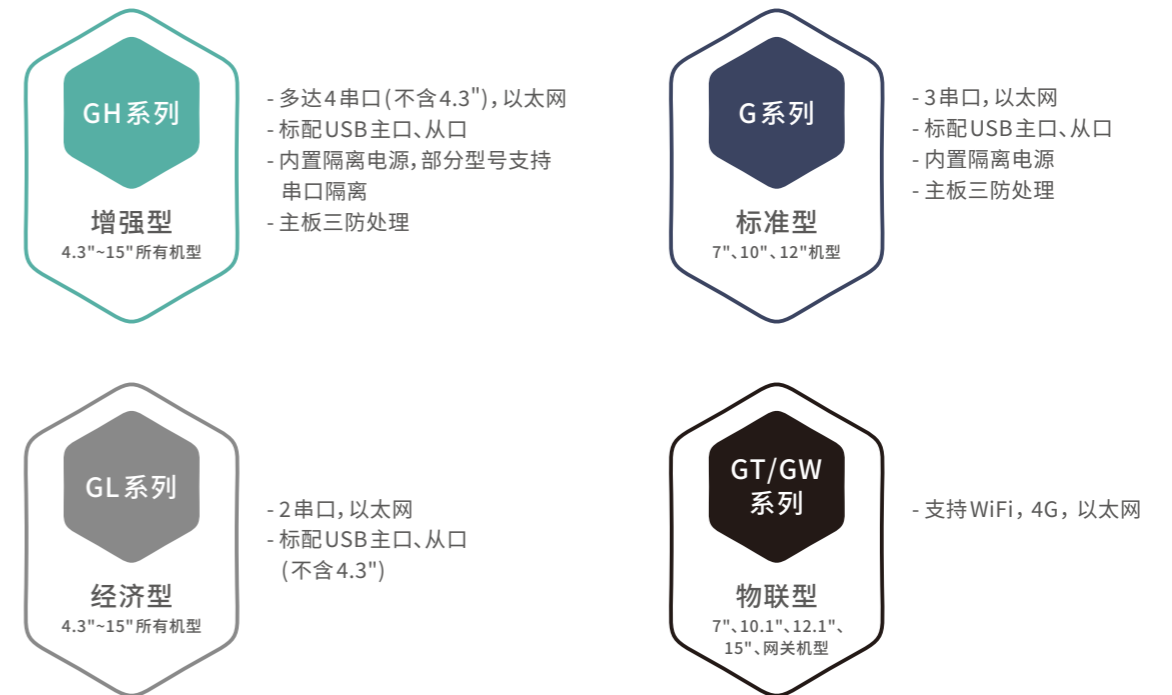 GH系列
增强型
4.3"~15"所有机型
- 多达4串口(不含4.3"),以太网
- 标配USB主口、从口
- 内置隔离电源,部分型号支持
串口隔离
- 主板三防处理
G系列
标准型
7"、10"、12"机型
- 3串口,以太网
- 标配USB主口、从口
- 内置隔离电源
- 主板三防处理
GL系列
经济型
4.3"~15"所有机型
- 2串口,以太网
- 标配USB主口、从口
(不含4.3")
GT/GW
系列
物联型
7"、10.1"、12.1"、
15"、网关机型
- 支持WiFi, 4G, 以太网